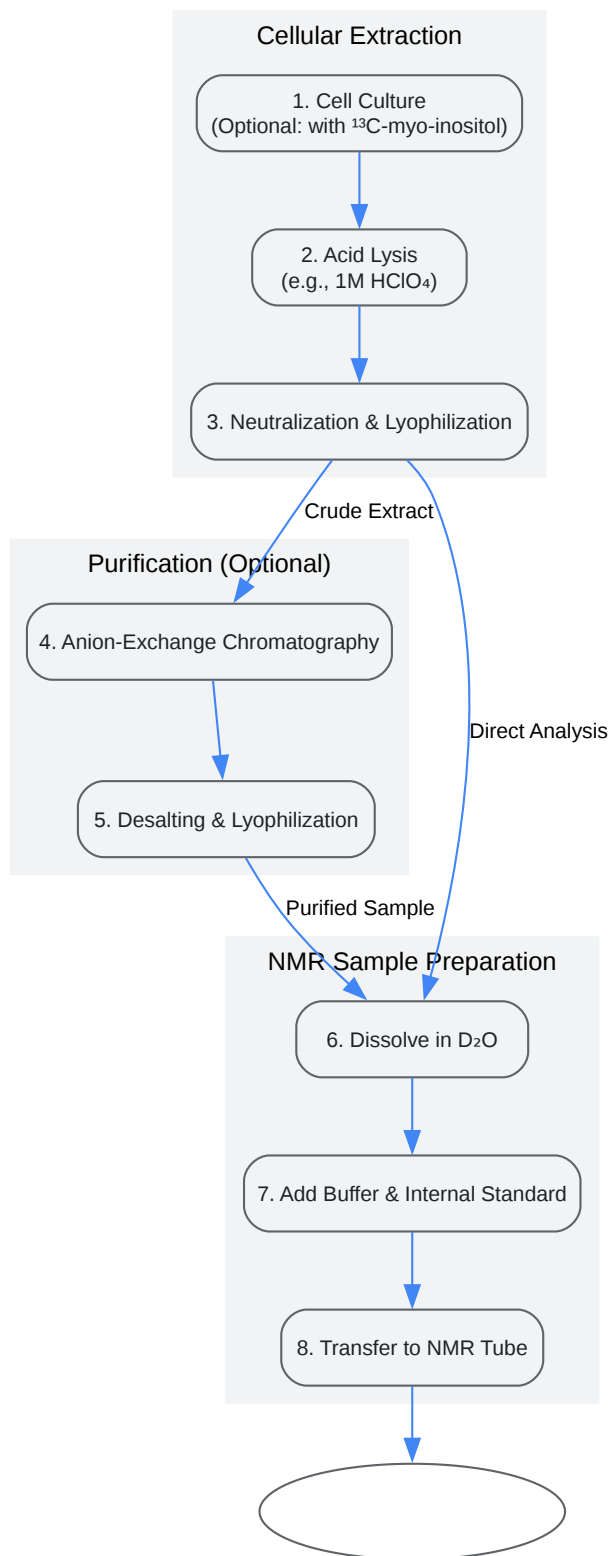 Cellular Extraction
1. Cell Culture
(Optional: with ¹³C-myo-inositol)
2. Acid Lysis
(e.g., 1M HClO₄)
3. Neutralization & Lyophilization
Crude Extract
Purification (Optional)
4. Anion-Exchange Chromatography
Direct Analysis
5. Desalting & Lyophilization
Purified Sample
NMR Sample Preparation
6. Dissolve in D₂O
7. Add Buffer & Internal Standard
8. Transfer to NMR Tube